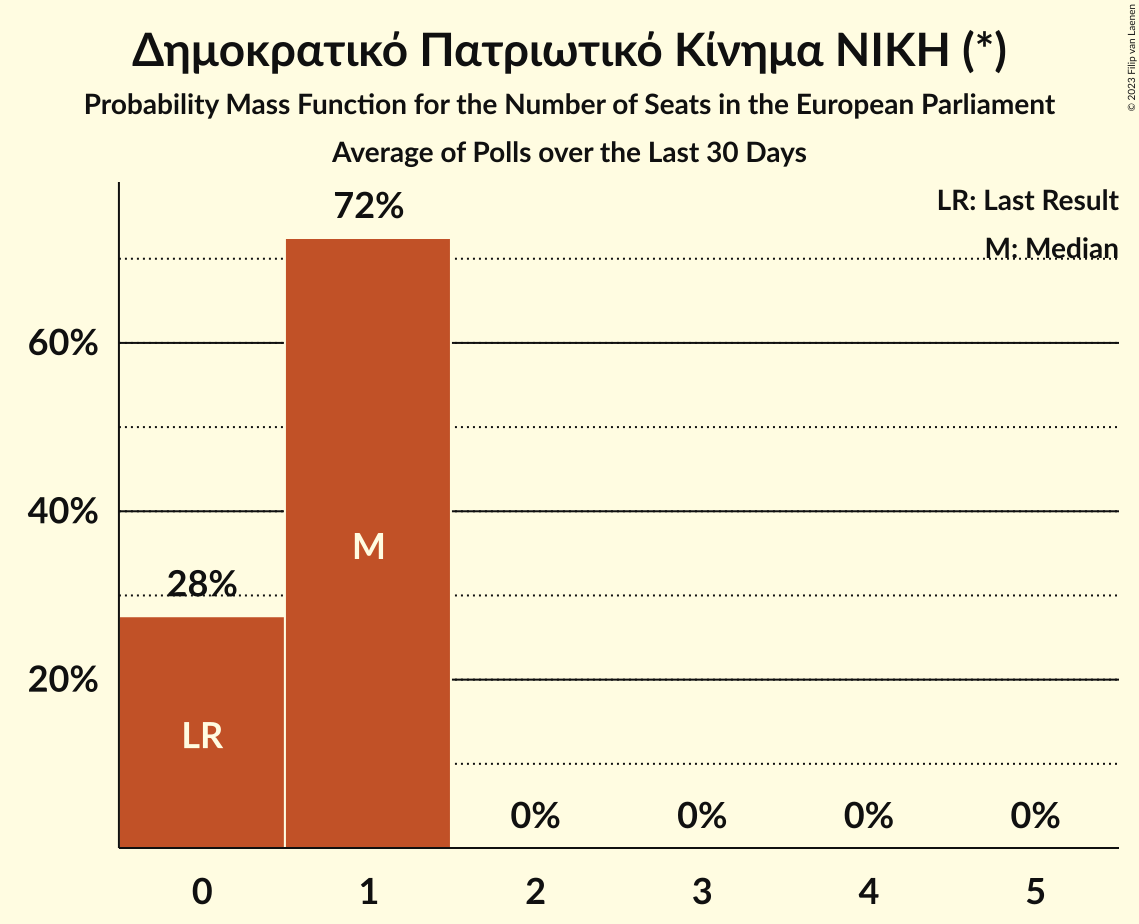 Δημοκρατικό Πατριωτικό Κίνημα ΝΙΚΗ (*)
Probability Mass Function for the Number of Seats in the European Parliament
Average of Polls over the Last 30 Days
© 2023 Filip van Laenen
LR: Last Result
M: Median
72%
60%
40%
M
28%
20%
LR
0% 0% 0% 0%
0 1 2 3 4 5